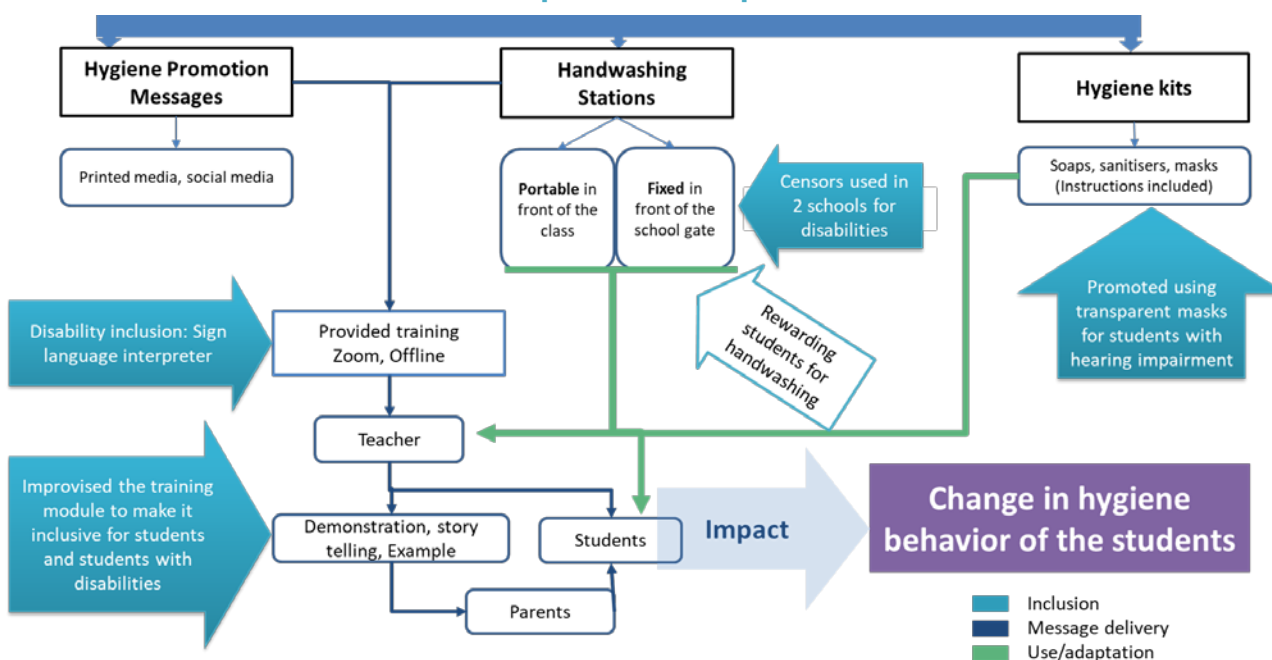 Hygiene Promotion
Messages
Handwashing
Stations
Hygiene kits
Printed media, social media
Portable in
front of the
class
Fixed in
front of the
school gate
Censors used in
2 schools for
disabilities
Soaps, sanitisers, masks
(Instructions included)
Promoted using
transparent masks
for students with
hearing impairment
Rewarding
students for
handwashing
Disability inclusion: Sign
language interpreter
Provided training
Zoom, Offline
Teacher
Improvised the training
module to make it
inclusive for students
and students with
disabilities
Demonstration, story
telling, Example
Students
Parents
Impact
Change in hygiene
behavior of the students
Inclusion
Message delivery
Use/adaptation